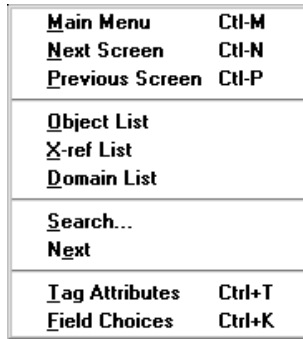 Main Menu Ctl-M
Next Screen Ctl-N
Previous Screen Ctl-P
Object List
X-ref List
Domain List
Search...
Next
Tag Attributes Ctrl+T
Field Choices Ctrl+K